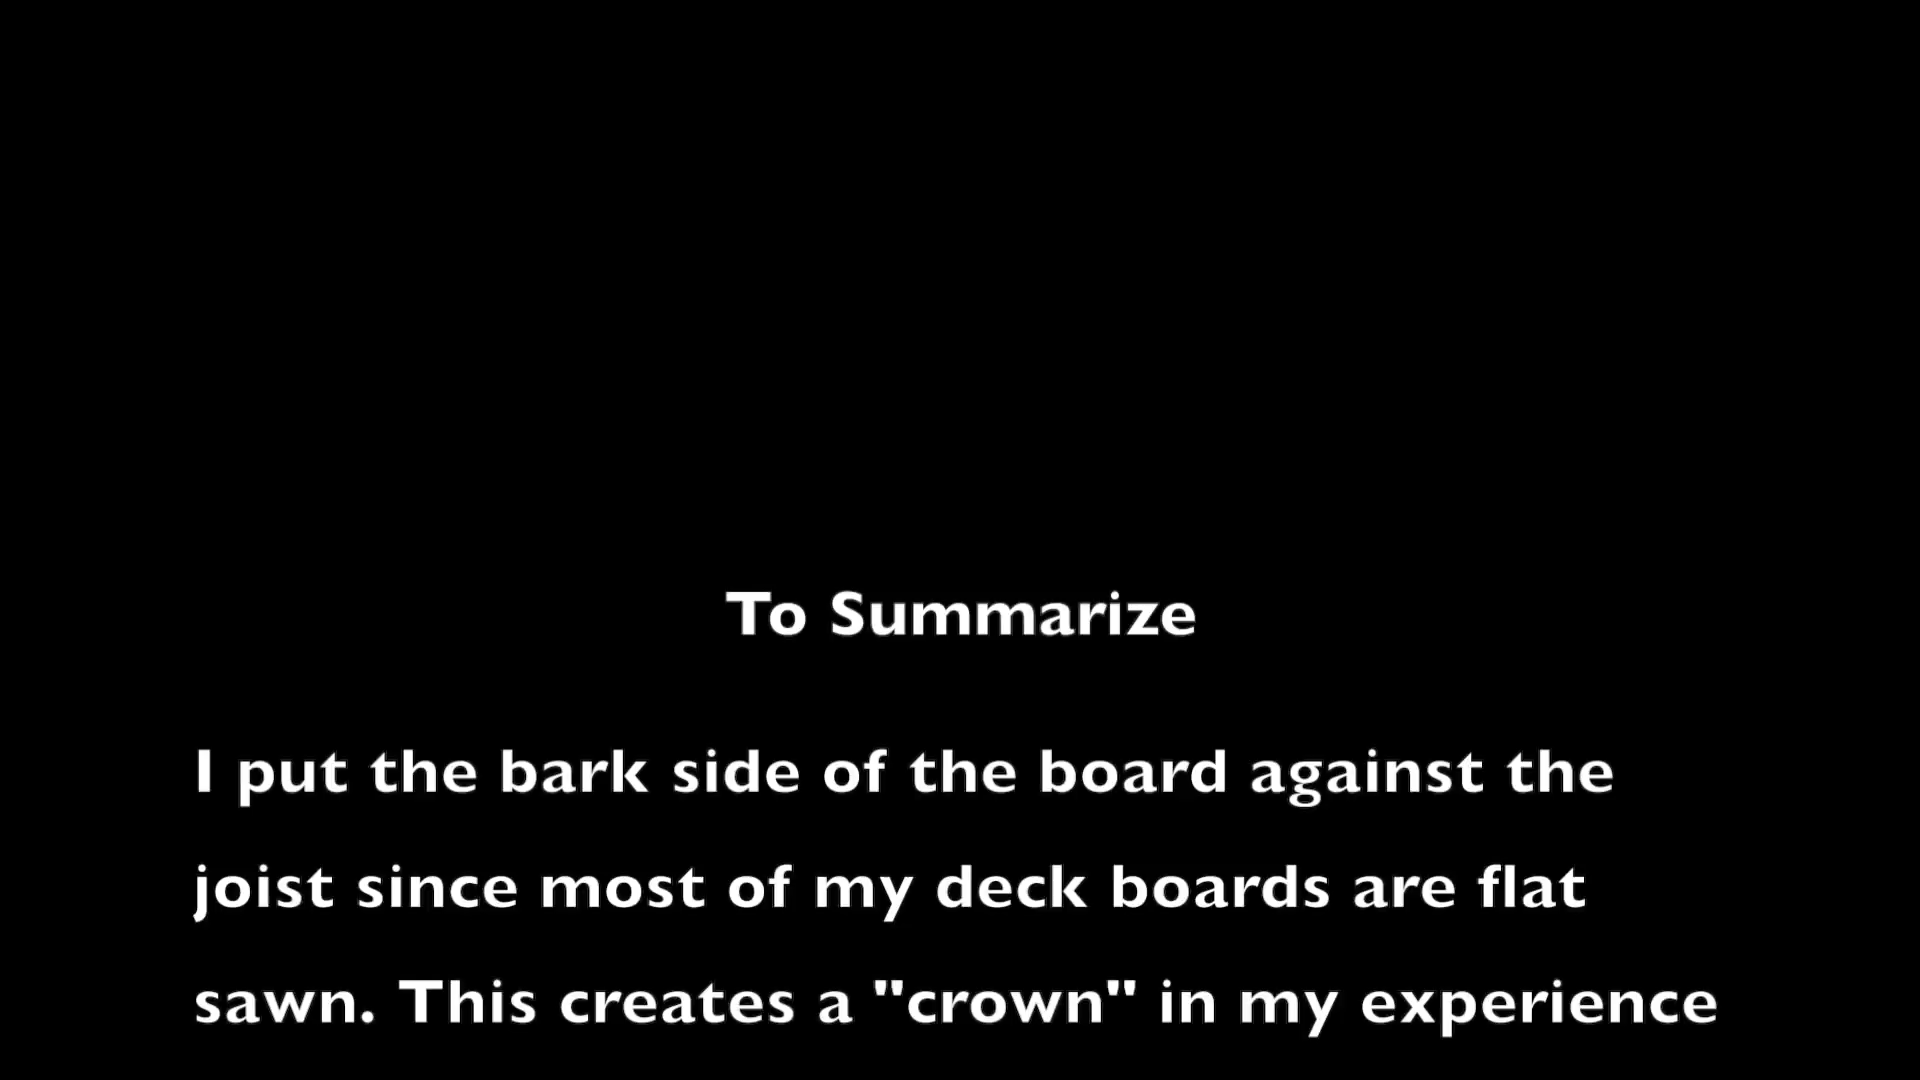 To Summarize
I put the bark side of the board against the
joist since most of my deck boards are flat
sawn. This creates a "crown" in my experience